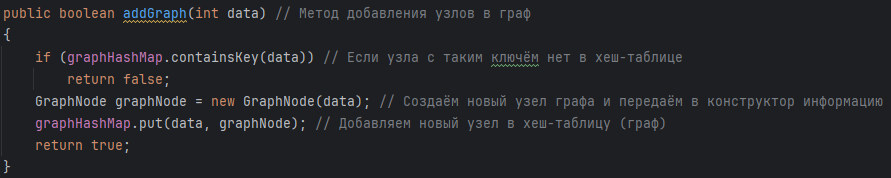 public boolean addGraph(int data) // Метод добавления узлов в граф
{
    if (graphHashMap.containsKey(data)) // Если узла с таким ключём нет в хеш-таблице
        return false;
    GraphNode graphNode = new GraphNode(data); // Создаём новый узел графа и передаём в конструктор информацию
    graphHashMap.put(data, graphNode); // Добавляем новый узел в хеш-таблицу (граф)
    return true;
}